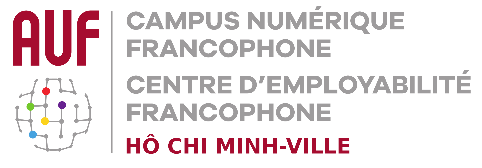 AUF
CAMPUS NUMÉRIQUE
FRANCOPHONE
CENTRE D'EMPLOYABILITÉ
FRANCOPHONE
HÔ CHI MINH-VILLE